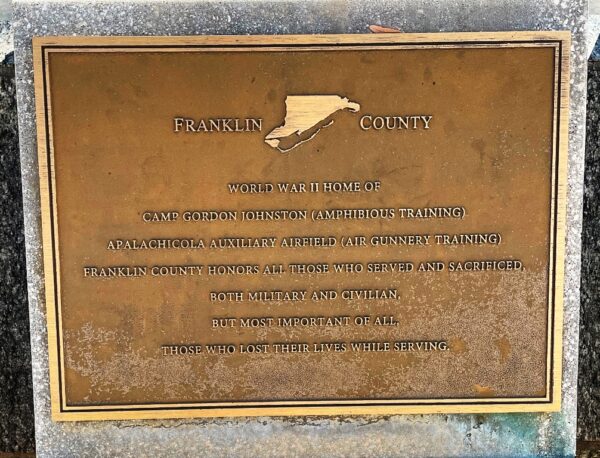 FRANKLIN COUNTY
WORLD WAR II HOME OF
CAMP GORDON JOHNSTON (AMPHIBIOUS TRAINING)
APALACHICOLA AUXILIARY AIRFIELD (AIR GUNNERY TRAINING)
FRANKLIN COUNTY HONORS ALL THOSE WHO SERVED AND SACRIFICED,
BOTH MILITARY AND CIVILIAN,
BUT MOST IMPORTANT OF ALL,
THOSE WHO LOST THEIR LIVES WHILE SERVING.